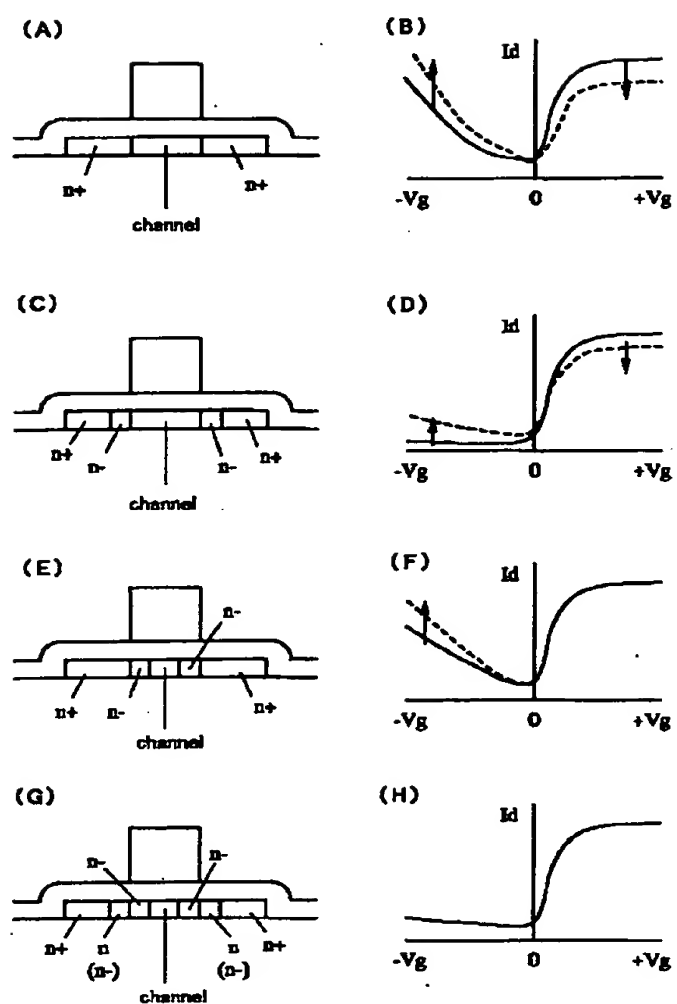 (A)
n+
n+
channel
(B)
Id
-Vg
0
+Vg
(C)
n+
n-
n-
n+
channel
(D)
Id
-Vg
0
+Vg
(E)
n-
n+
n-
n+
channel
(F)
Id
-Vg
0
+Vg
(G)
n-
n-
n+
n
n
n+
(n-)
(n-)
channel
(H)
Id
-Vg
0
+Vg